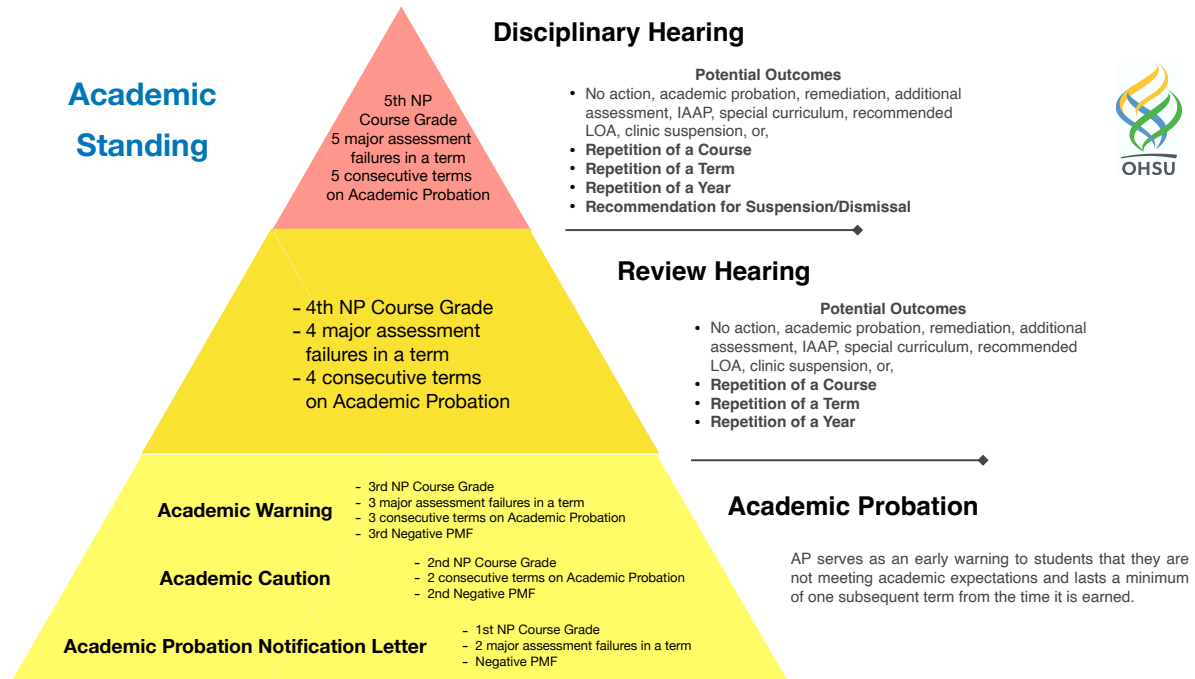 Academic
Standing
5th NP
Course Grade
5 major assessment
failures in a term
5 consecutive terms
on Academic Probation
Disciplinary Hearing
Potential Outcomes
• No action, academic probation, remediation, additional
assessment, IAAP, special curriculum, recommended
LOA, clinic suspension, or,
• Repetition of a Course
• Repetition of a Term
• Repetition of a Year
• Recommendation for Suspension/Dismissal
OHSU
- 4th NP Course Grade
- 4 major assessment
failures in a term
- 4 consecutive terms
on Academic Probation
Review Hearing
Potential Outcomes
• No action, academic probation, remediation, additional
assessment, IAAP, special curriculum, recommended
LOA, clinic suspension, or,
• Repetition of a Course
• Repetition of a Term
• Repetition of a Year
Academic Warning
- 3rd NP Course Grade
- 3 major assessment failures in a term
- 3 consecutive terms on Academic Probation
- 3rd Negative PMF
Academic Caution
- 2nd NP Course Grade
- 2 consecutive terms on Academic Probation
- 2nd Negative PMF
Academic Probation Notification Letter
- 1st NP Course Grade
- 2 major assessment failures in a term
- Negative PMF
Academic Probation
AP serves as an early warning to students that they are
not meeting academic expectations and lasts a minimum
of one subsequent term from the time it is earned.